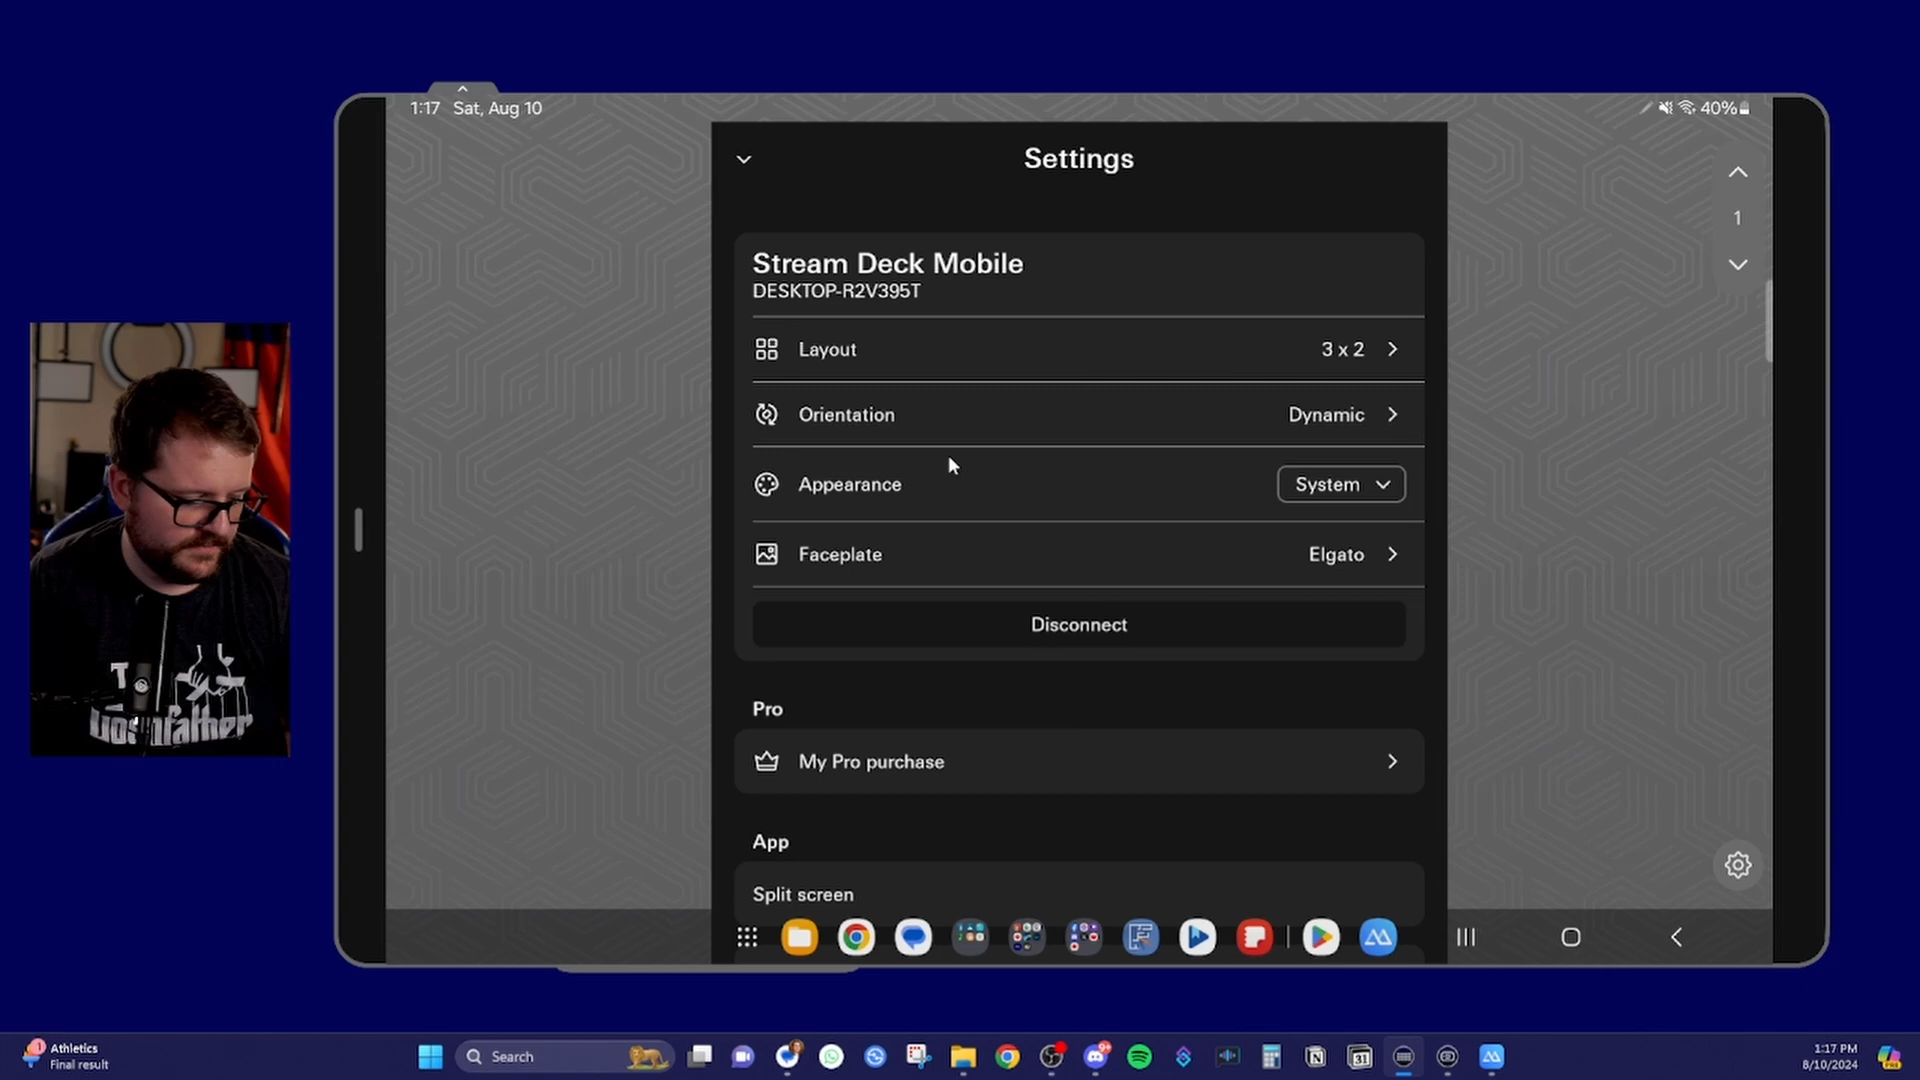 1:17 Sat, Aug 10
40%
Settings
1
Stream Deck Mobile
DESKTOP-R2V395T
Layout 3 x 2
Orientation Dynamic
Appearance System
Faceplate Elgato
Disconnect
Pro
My Pro purchase
App
Split screen
Athletics
Final result
Search
1:17 PM
8/10/2024